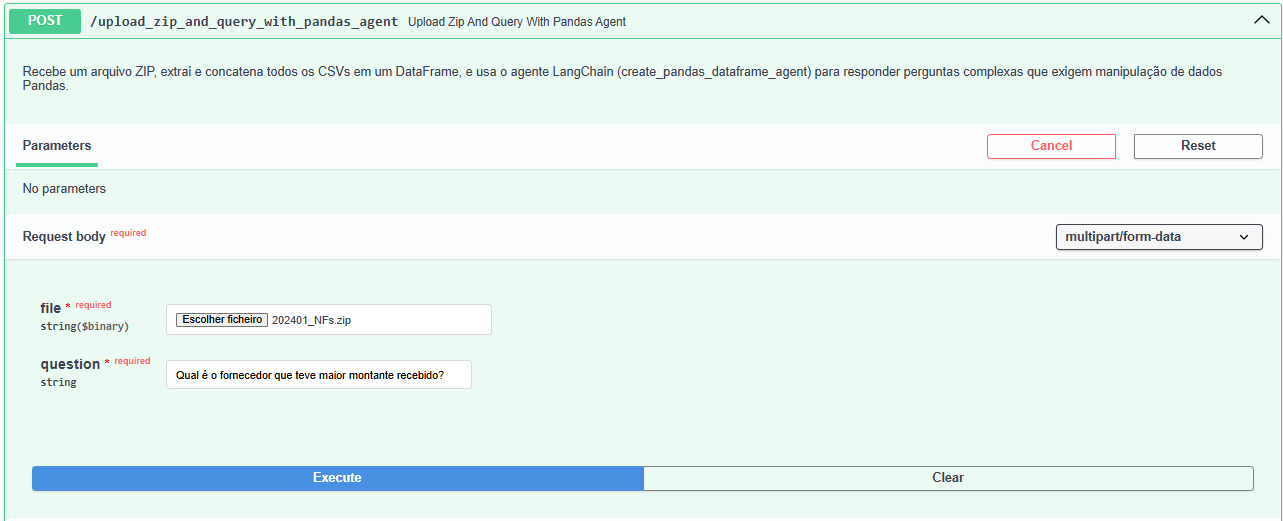 POST /upload_zip_and_query_with_pandas_agent Upload Zip And Query With Pandas Agent
Recebe um arquivo ZIP, extrai e concatena todos os CSVs em um DataFrame, e usa o agente LangChain (create_pandas_dataframe_agent) para responder perguntas complexas que exigem manipulação de dados
Pandas.
Parameters Cancel Reset
No parameters
Request body required multipart/form-data
file * required
string($binary) Escolher ficheiro 202401_NFs.zip
question * required
string Qual é o fornecedor que teve maior montante recebido?
Execute Clear